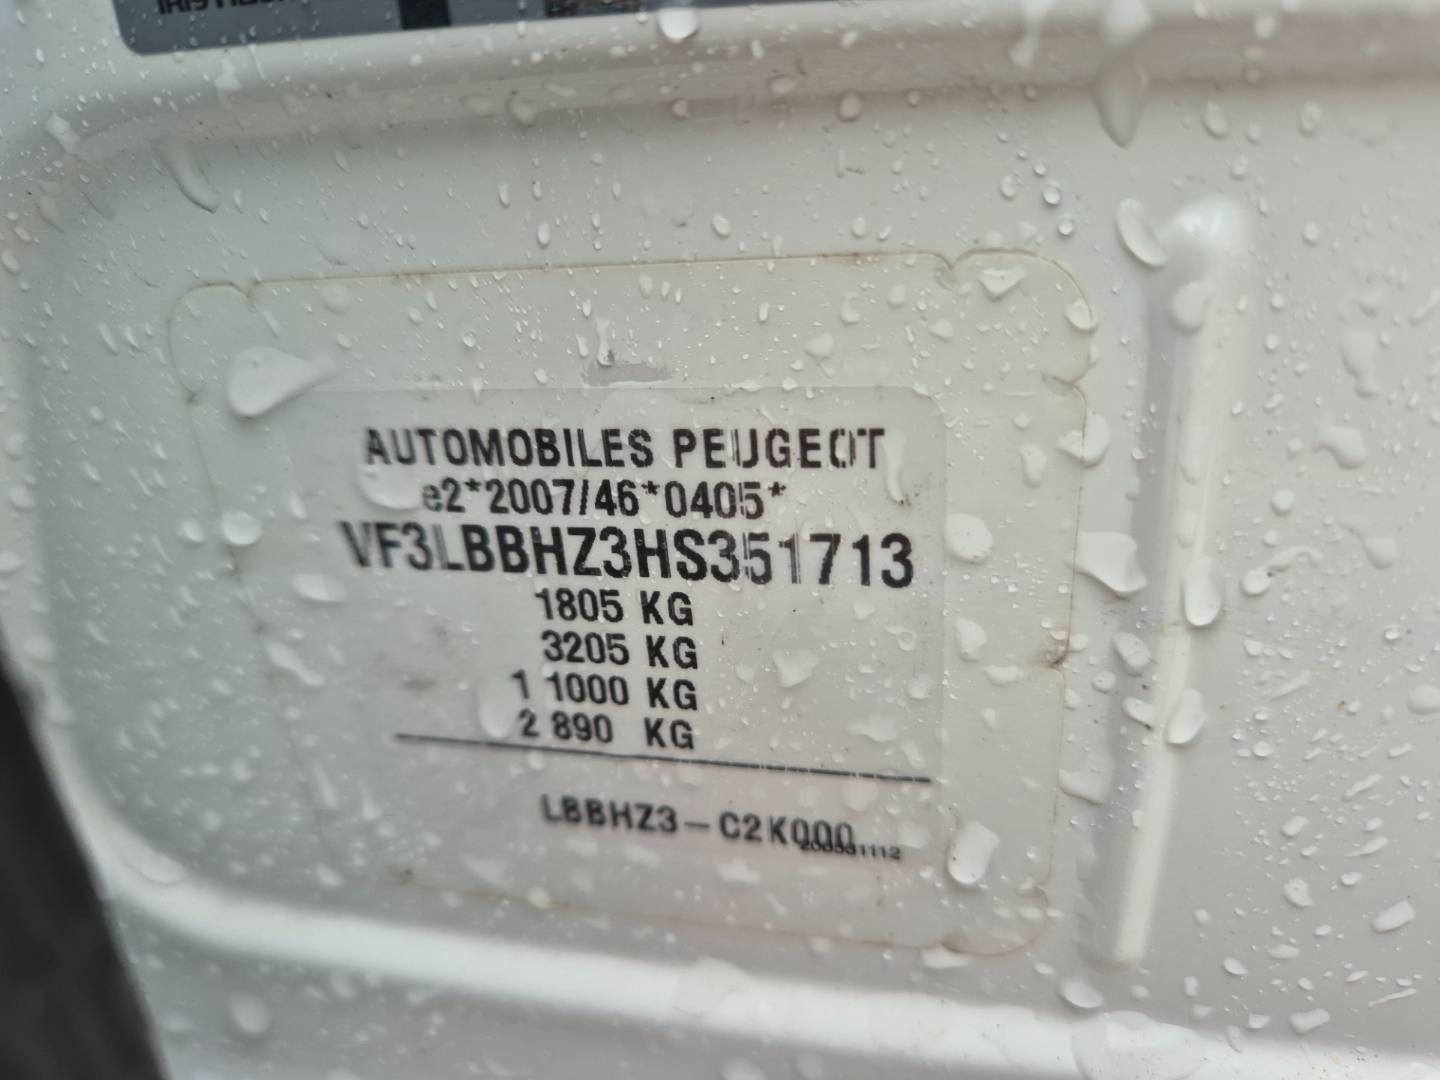 AUTOMOBILES PEUGEOT
e2*2007/46*0405*
VF3LBBHZ3HS351713
1805 KG
3205 KG
1 1000 KG
2 890 KG
LBBHZ3-C2K000